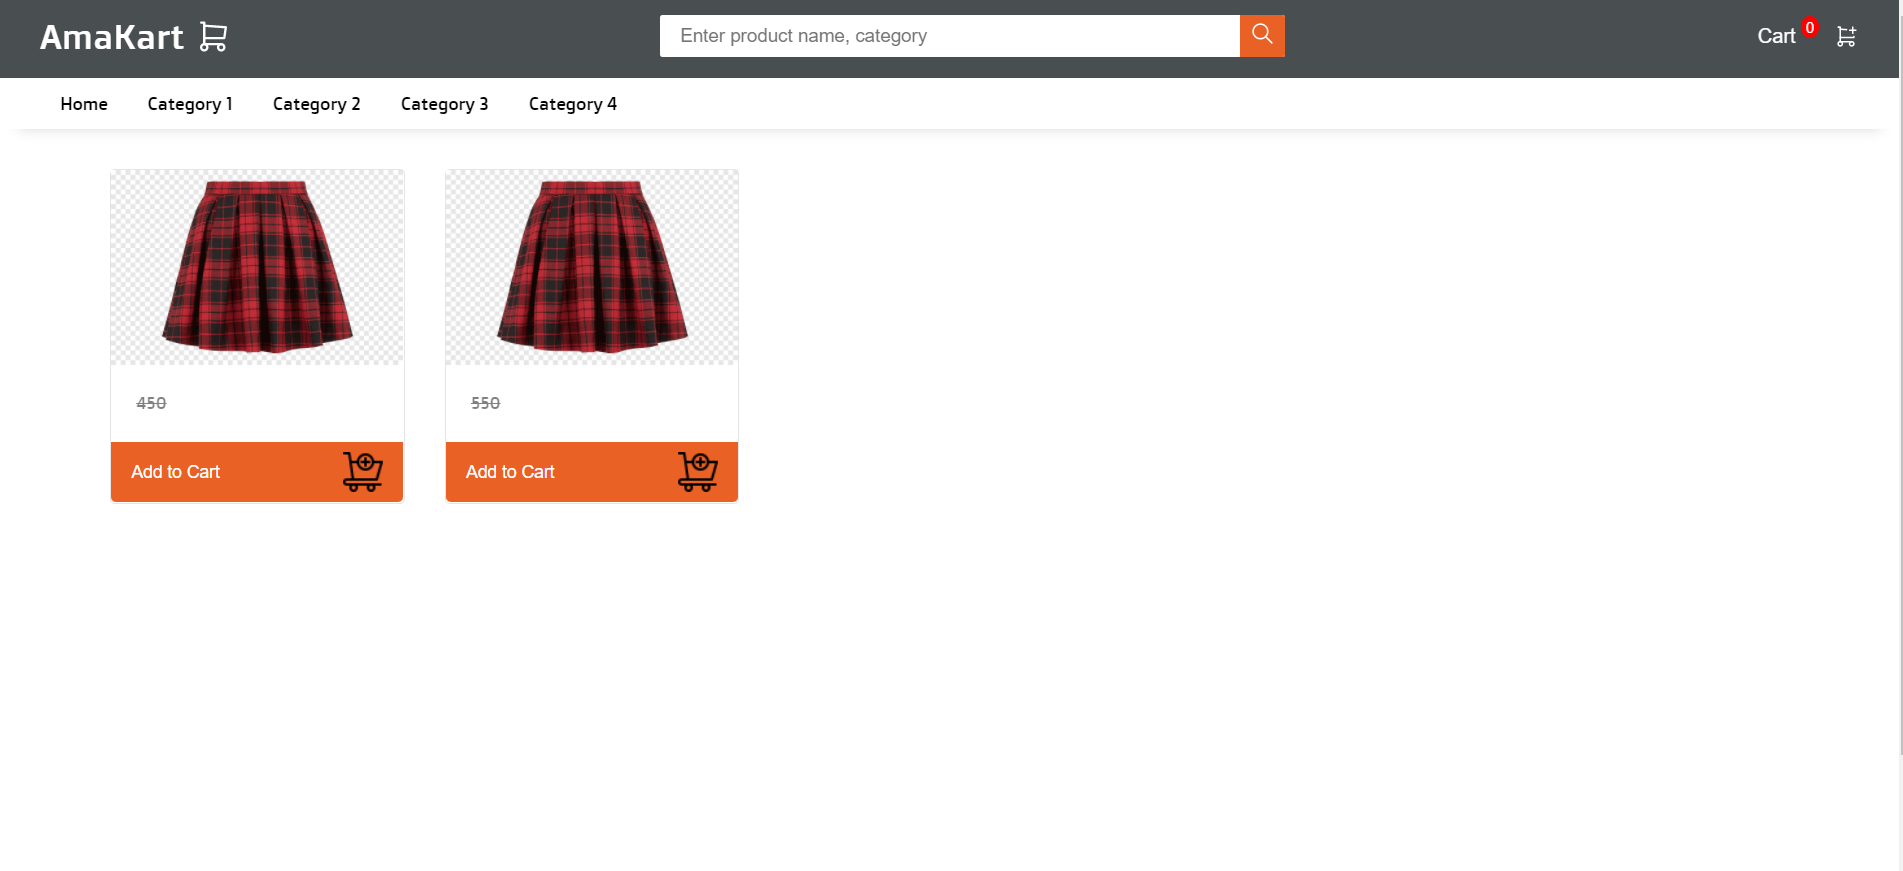 AmaKart
Enter product name, category
Cart 0
Home Category 1 Category 2 Category 3 Category 4
450
550
Add to Cart
Add to Cart